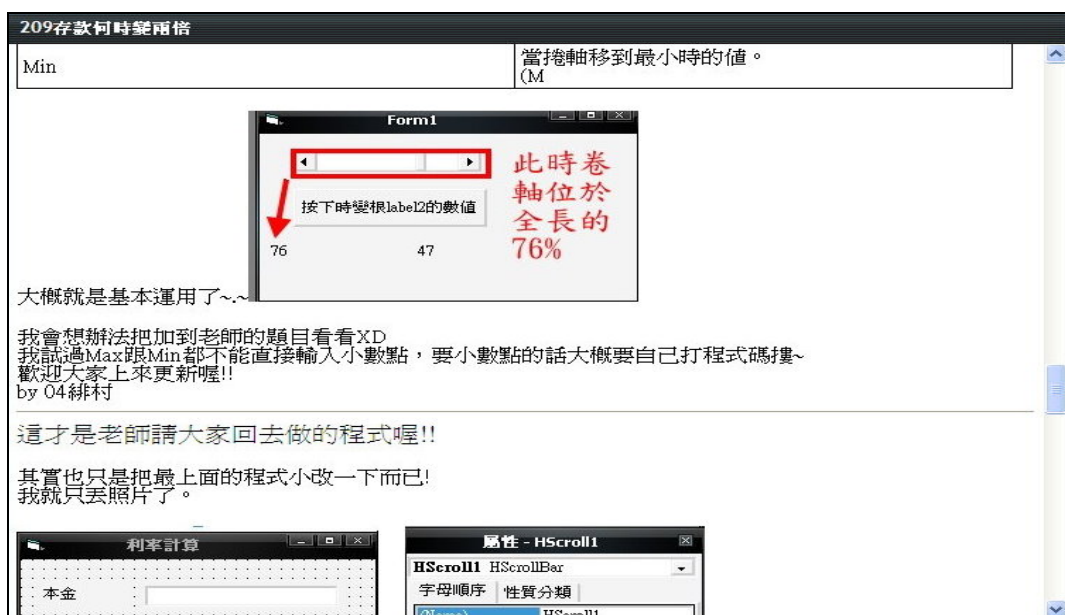 209存款何時變兩倍
Min
當捲軸移到最小時的值。
(M
Form1
按下時變根label2的數值
76
47
此時卷
軸位於
全長的
76%
大概就是基本運用了~.~
我會想辦法把加到老師的題目看看XD
我試過Max跟Min都不能直接輸入小數點,要小數點的話大概要自己打程式碼摟~
歡迎大家上來更新喔!!
by 04緋村
這才是老師請大家回去做的程式喔!!
其實也只是把最上面的程式小改一下而已!
我就只丟照片了。
利率計算
本金
屬性 - HScroll1
HScroll1 HScrollBar
字母順序 性質分類
(Name) HScroll1